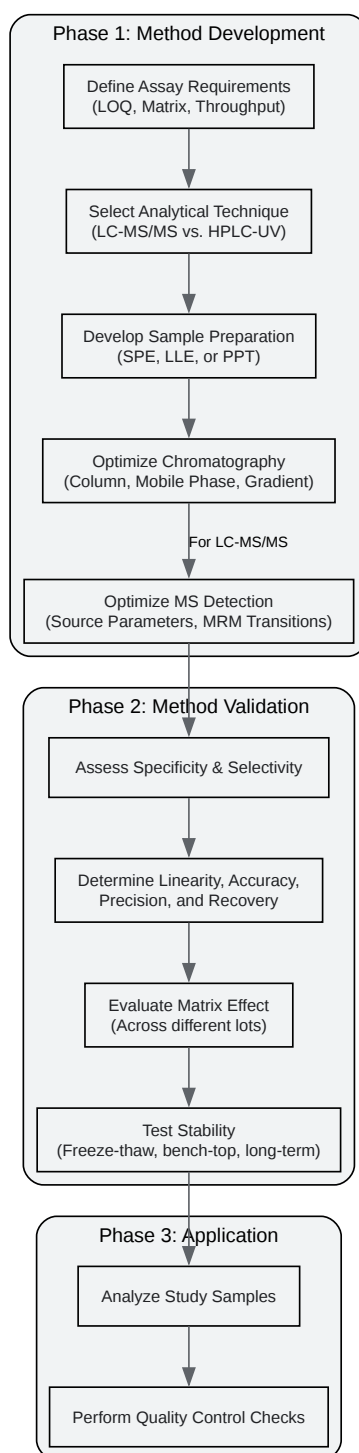 Phase 1: Method Development
Define Assay Requirements
(LOQ, Matrix, Throughput)
Select Analytical Technique
(LC-MS/MS vs. HPLC-UV)
Develop Sample Preparation
(SPE, LLE, or PPT)
Optimize Chromatography
(Column, Mobile Phase, Gradient)
For LC-MS/MS
Optimize MS Detection
(Source Parameters, MRM Transitions)
Phase 2: Method Validation
Assess Specificity & Selectivity
Determine Linearity, Accuracy,
Precision, and Recovery
Evaluate Matrix Effect
(Across different lots)
Test Stability
(Freeze-thaw, bench-top, long-term)
Phase 3: Application
Analyze Study Samples
Perform Quality Control Checks